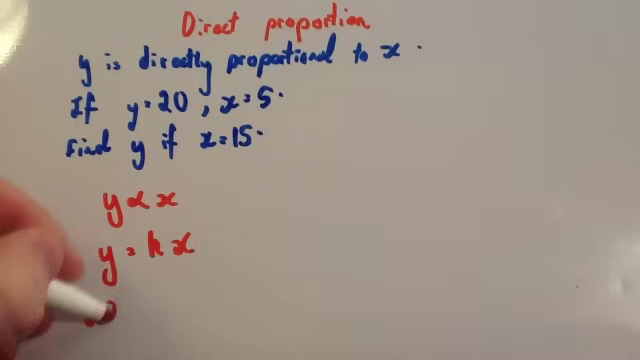 Direct proportion
y is directly proportional to x.
If y=20, x=5.
Find y if x=15.
y ∝ x
y = kx